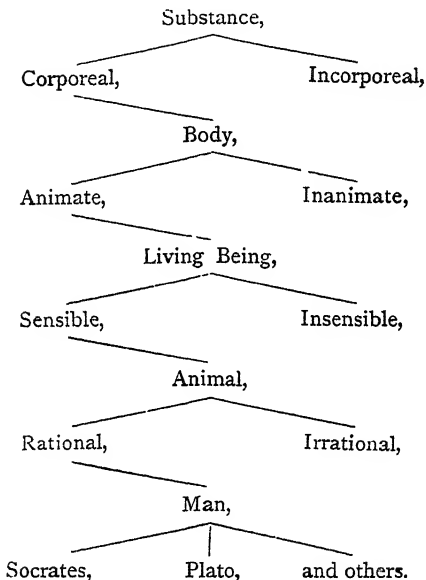 Substance,
Corporeal, Incorporeal,
Body,
Animate, Inanimate,
Living Being,
Sensible, Insensible,
Animal,
Rational, Irrational,
Man,
Socrates, Plato, and others.